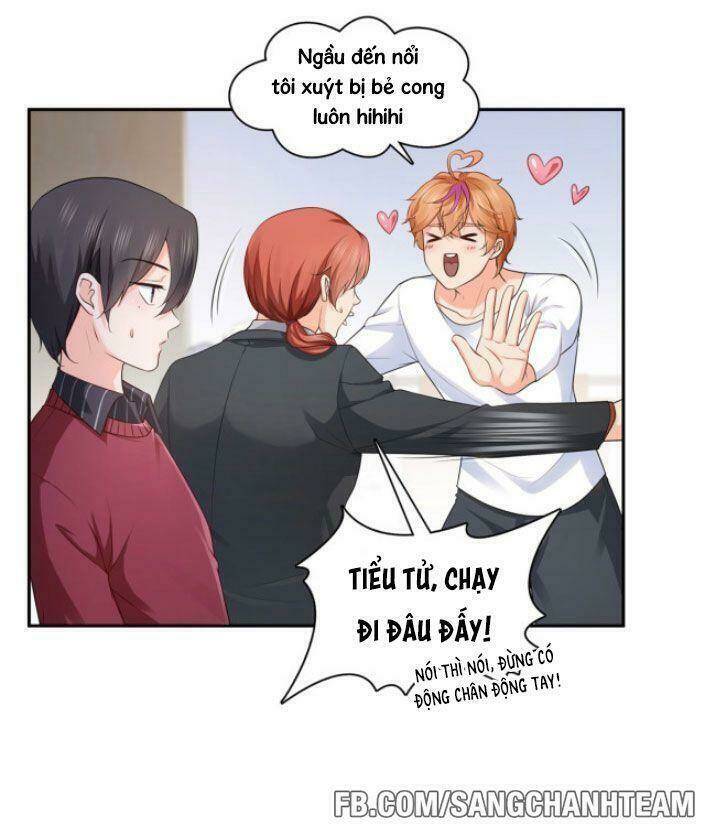 Ngầu đến nổi
tôi xuýt bị bẻ cong
luôn hihihi
TIỂU TỬ, CHẠY
ĐI ĐÂU ĐẤY!
NÓI THÌ NÓI, ĐỪNG CÓ
ĐỘNG CHÂN ĐỘNG TAY!
FB.COM/SANGCHANHTEAM